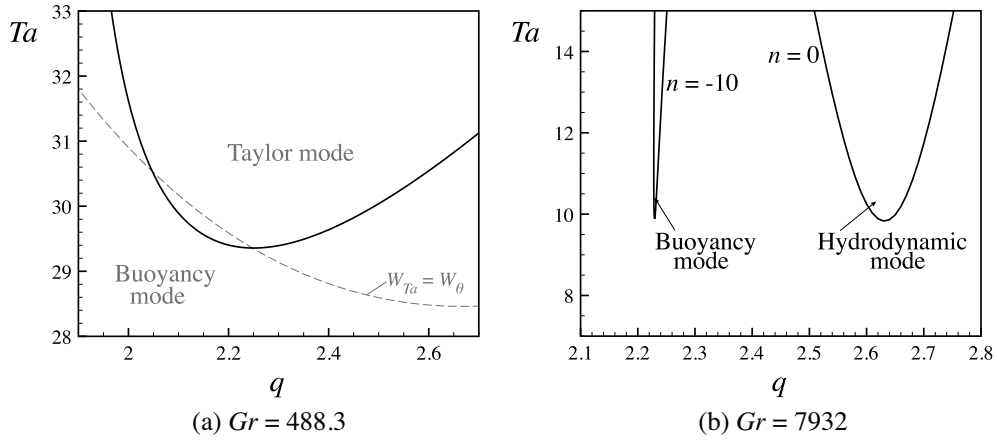 Ta
33
32
31
30
29
28
Taylor mode
Buoyancy
mode
W_Ta = W_θ
2
2.2
2.4
2.6
q
(a) Gr = 488.3
Ta
14
12
10
8
n = 0
n = -10
Buoyancy
mode
Hydrodynamic
mode
2.1
2.2
2.3
2.4
2.5
2.6
2.7
2.8
q
(b) Gr = 7932